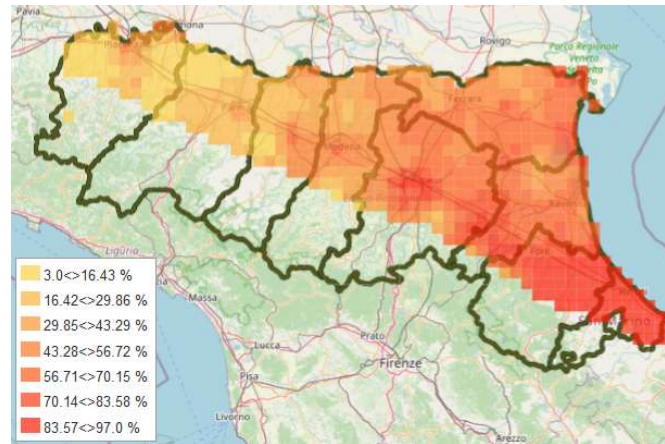 Pavia
Rovigo
Parco Regionale
Veneto
Ferrara
Modena
Liguria
Massa
Lucca
Prato
Pisa
Firenze
Livorno
Arezzo
3.0<>16.43 %
16.42<>29.86 %
29.85<>43.29 %
43.28<>56.72 %
56.71<>70.15 %
70.14<>83.58 %
83.57<>97.0 %